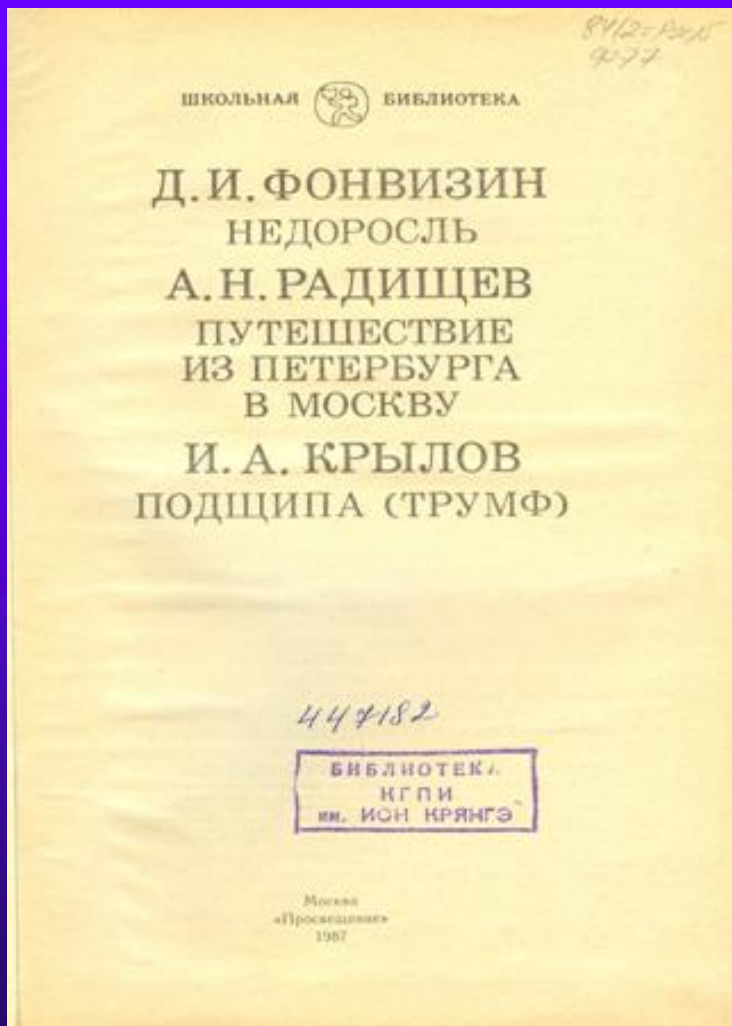 ШКОЛЬНАЯ БИБЛИОТЕКА
Д. И. ФОНВИЗИН
НЕДОРОСЛЬ
А. Н. РАДИЩЕВ
ПУТЕШЕСТВИЕ
ИЗ ПЕТЕРБУРГА
В МОСКВУ
И. А. КРЫЛОВ
ПОДЩИПА (ТРУМФ)
447182
БИБЛИОТЕКА
КГПИ
им. ИОН КРЯНГЭ
Москва
«Просвещение»
1987